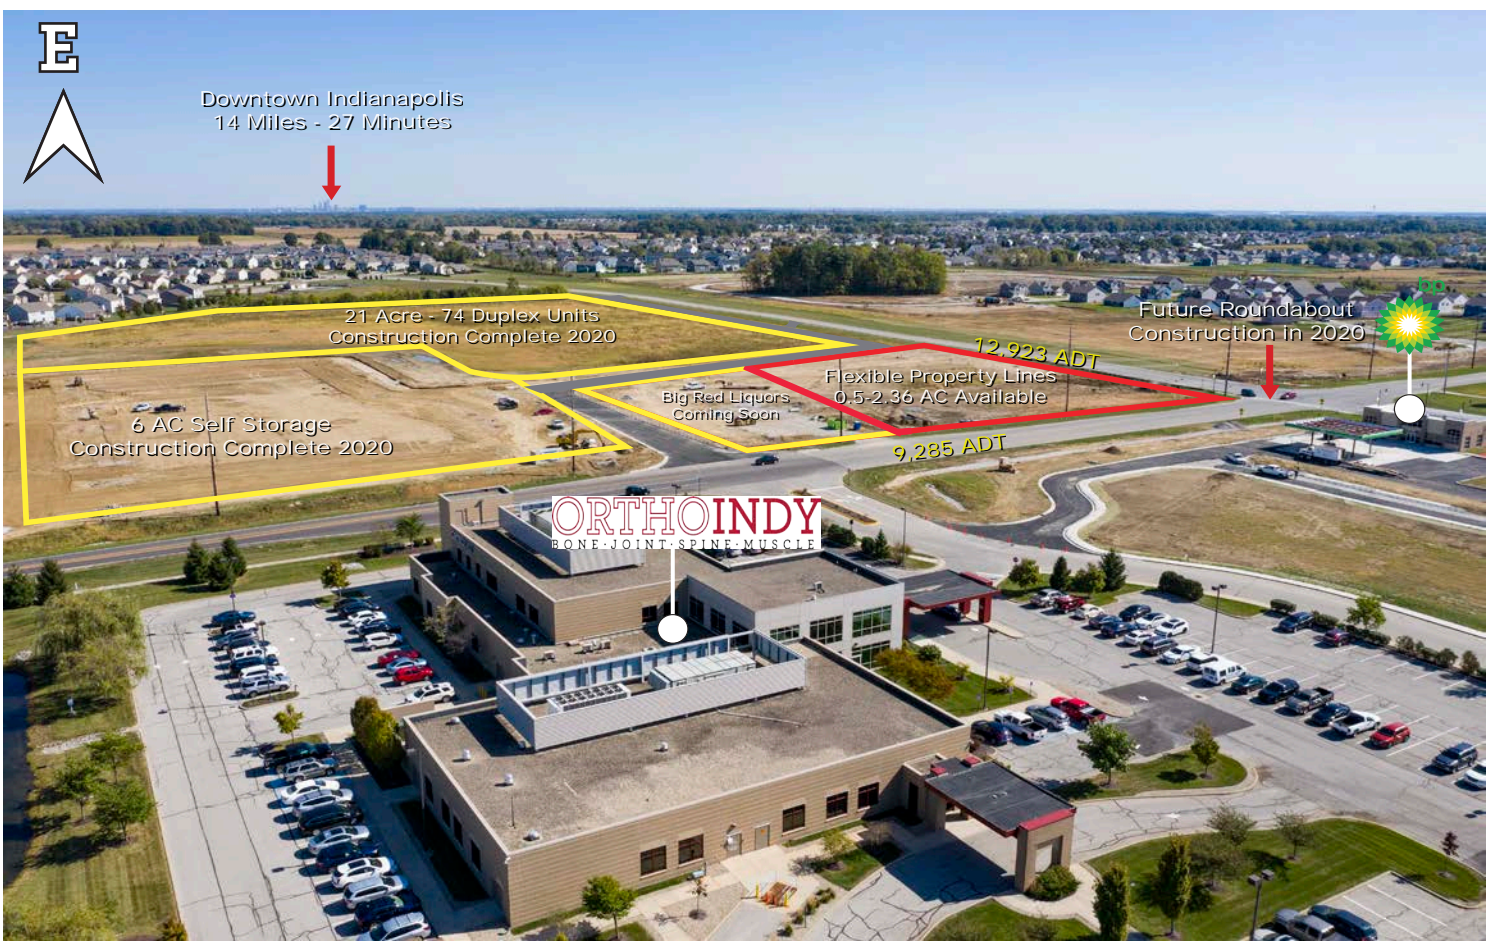 E
Downtown Indianapolis
14 Miles - 27 Minutes
bp
21 Acre - 74 Duplex Units
Construction Complete 2020
Future Roundabout
Construction in 2020
12,923 ADT
Flexible Property Lines
0.5-2.36 AC Available
Big Red Liquors
Coming Soon
6 AC Self Storage
Construction Complete 2020
9,285 ADT
ORTHOINDY
BONE·JOINT·SPINE·MUSCLE